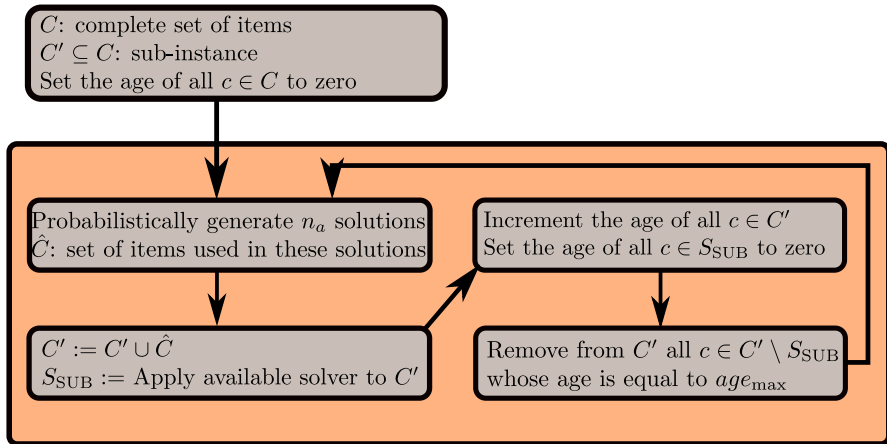 C: complete set of items
C′ ⊆ C: sub-instance
Set the age of all c ∈ C to zero
Probabilistically generate nₐ solutions
Ĉ: set of items used in these solutions
C′ := C′ ∪ Ĉ
S_SUB := Apply available solver to C′
Increment the age of all c ∈ C′
Set the age of all c ∈ S_SUB to zero
Remove from C′ all c ∈ C′ \ S_SUB
whose age is equal to age_max